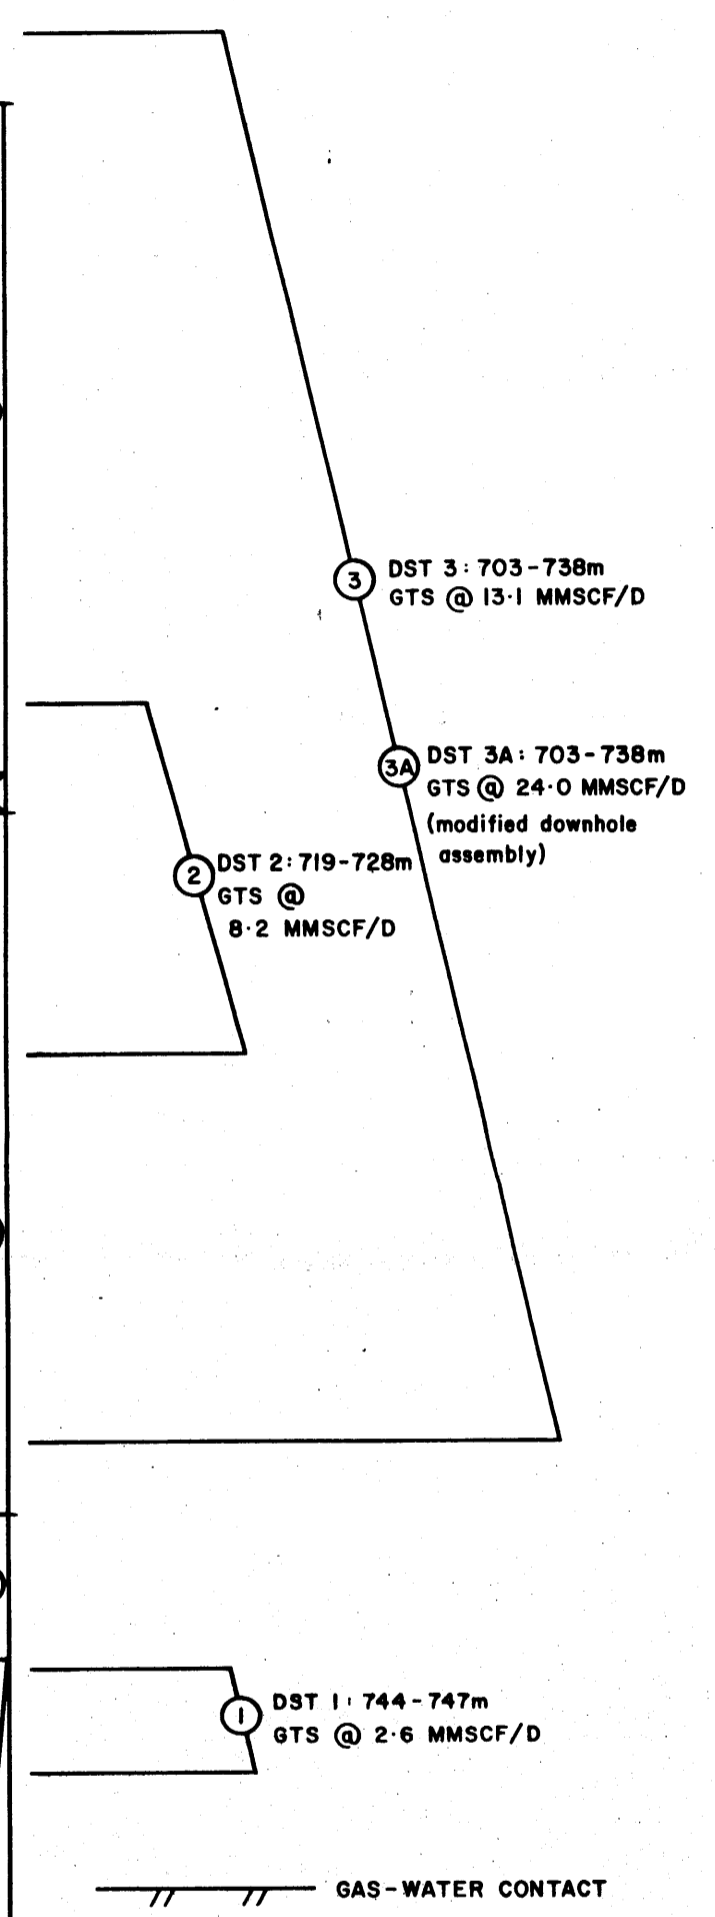 3
DST 3: 703-738m
GTS @ 13·1 MMSCF/D
3A
DST 3A: 703-738m
GTS @ 24·0 MMSCF/D
(modified downhole
assembly)
2
DST 2: 719-728m
GTS @
8·2 MMSCF/D
1
DST 1: 744-747m
GTS @ 2·6 MMSCF/D
GAS-WATER CONTACT